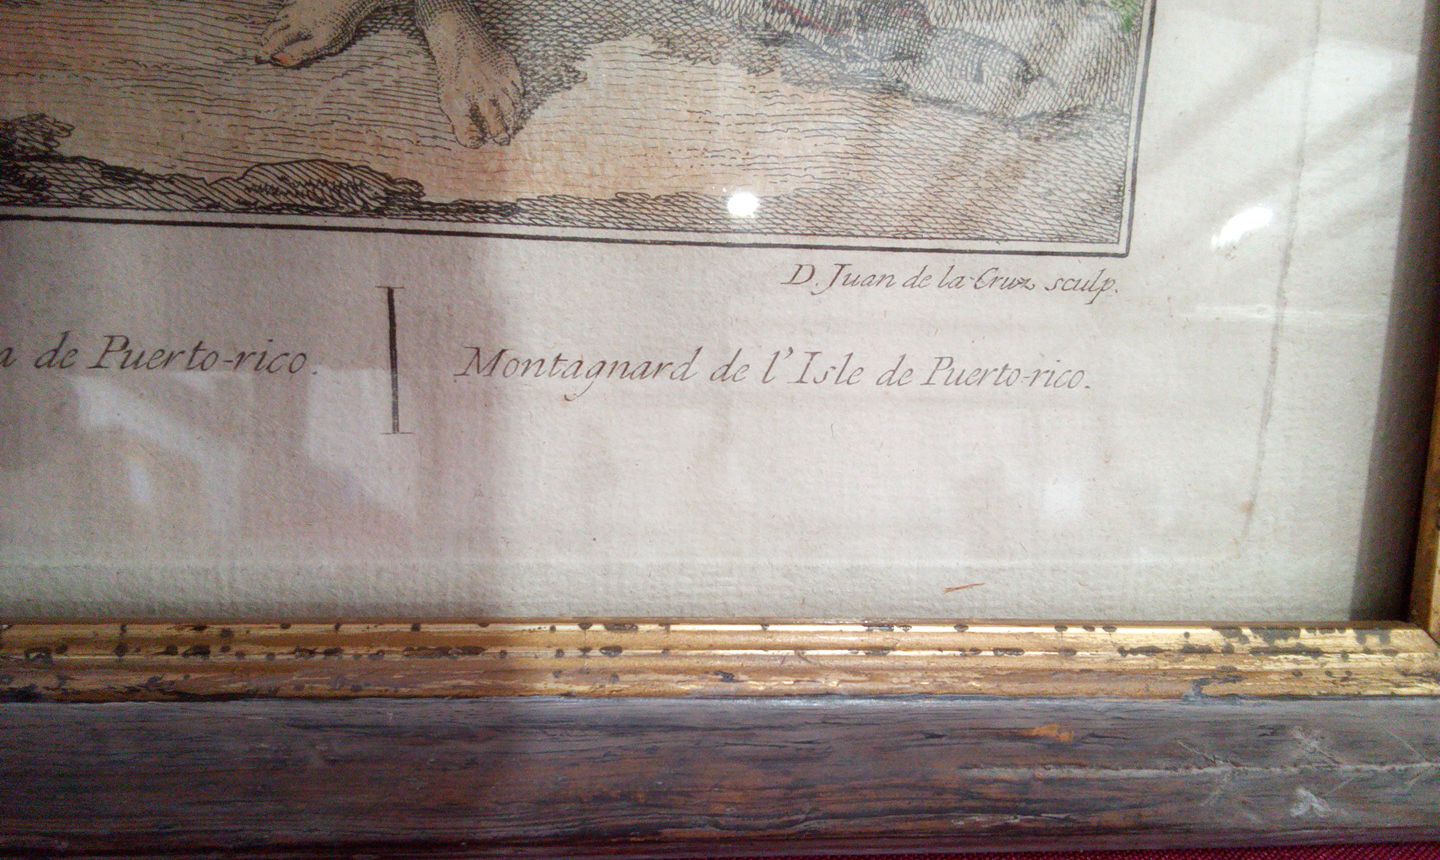 D. Juan de la Cruz sculp.
a de Puerto-rico.
Montagnard de l'Isle de Puerto-rico.